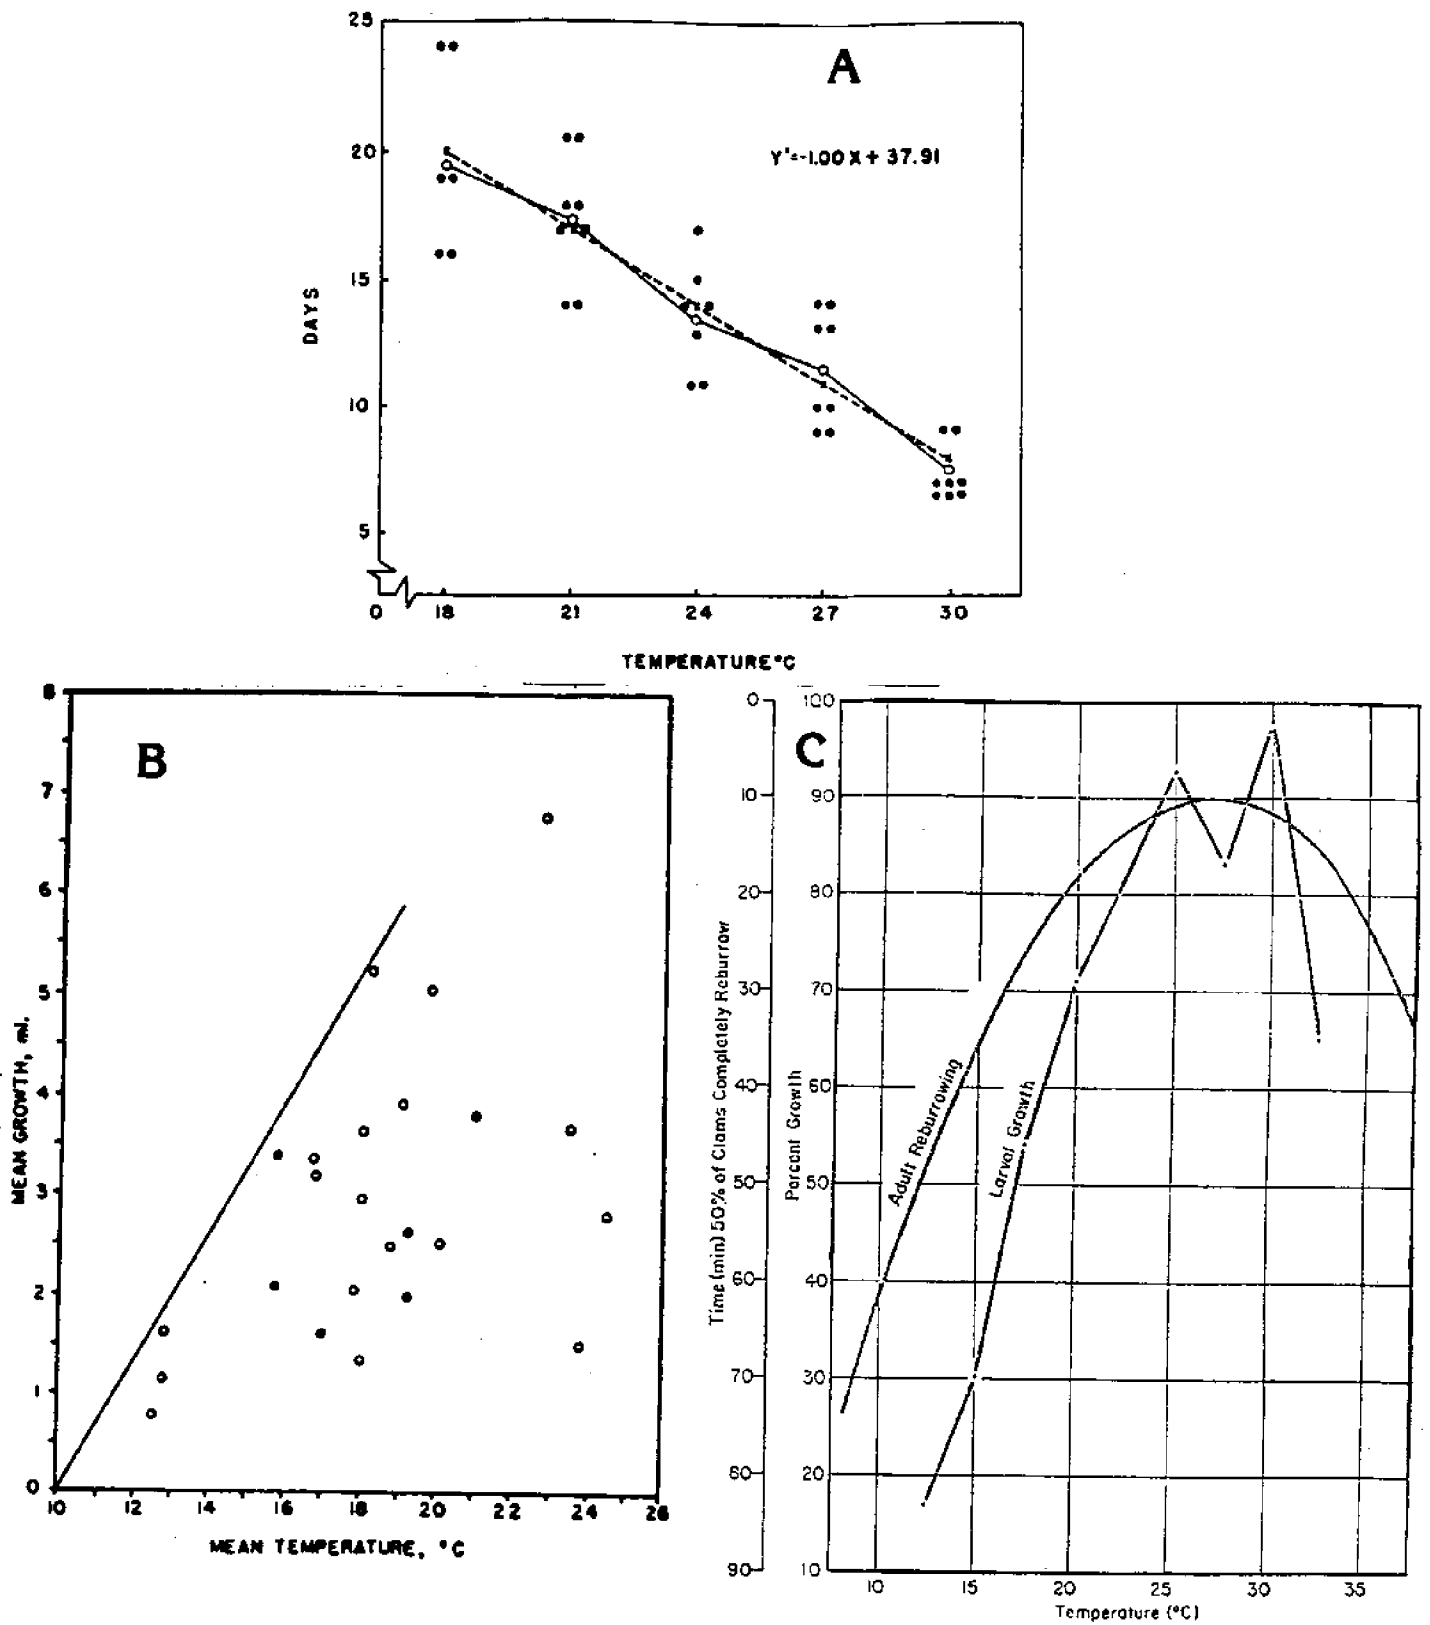 25
A
20
Y'=-1.00 X + 37.91
15
DAYS
10
5
0 18 21 24 27 30
TEMPERATURE °C
8
B
7
6
5
4
3
2
1
0
MEAN GROWTH, ml.
10 12 14 16 18 20 22 24 26
MEAN TEMPERATURE, °C
C
0
10
20
30
40
50
60
70
80
90
Time (min) 50% of Clams Completely Reburrow
100
90
80
70
60
50
40
30
20
10
Percent Growth
Adult Reburrowing
Larval Growth
10 15 20 25 30 35
Temperature (°C)